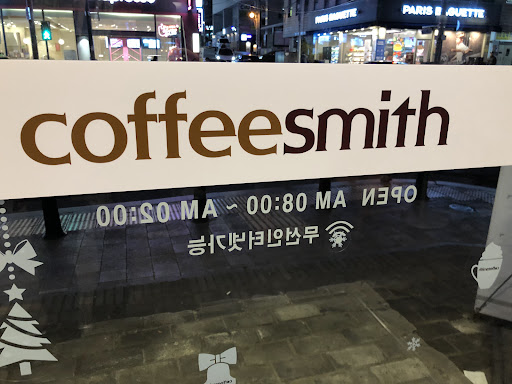 PARIS BAGUETTE
PARIS BAGUETTE
coffeesmith
OPEN AM 08:00 ~ AM 02:00
무선인터넷가능